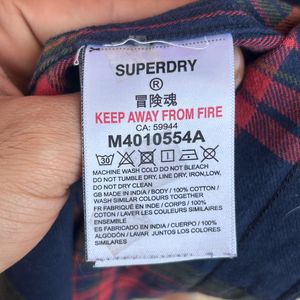 SUPERDRY
®
冒険魂
KEEP AWAY FROM FIRE
CA: 59944
M4010554A
30
MACHINE WASH COLD DO NOT BLEACH
DO NOT TUMBLE DRY, LINE DRY, IRON,LOW,
DO NOT DRY CLEAN
GB MADE IN INDIA / BODY / 100% COTTON /
WASH SIMILAR COLOURS TOGETHER
FR FABRIQUÉ EN INDE / CORPS / 100%
COTON / LAVER LES COULEURS SIMILAIRES
ENSEMBLE
ES FABRICADO EN INDIA / CUERPO / 100%
ALGODÓN / LAVAR JUNTOS LOS COLORES
SIMILARES